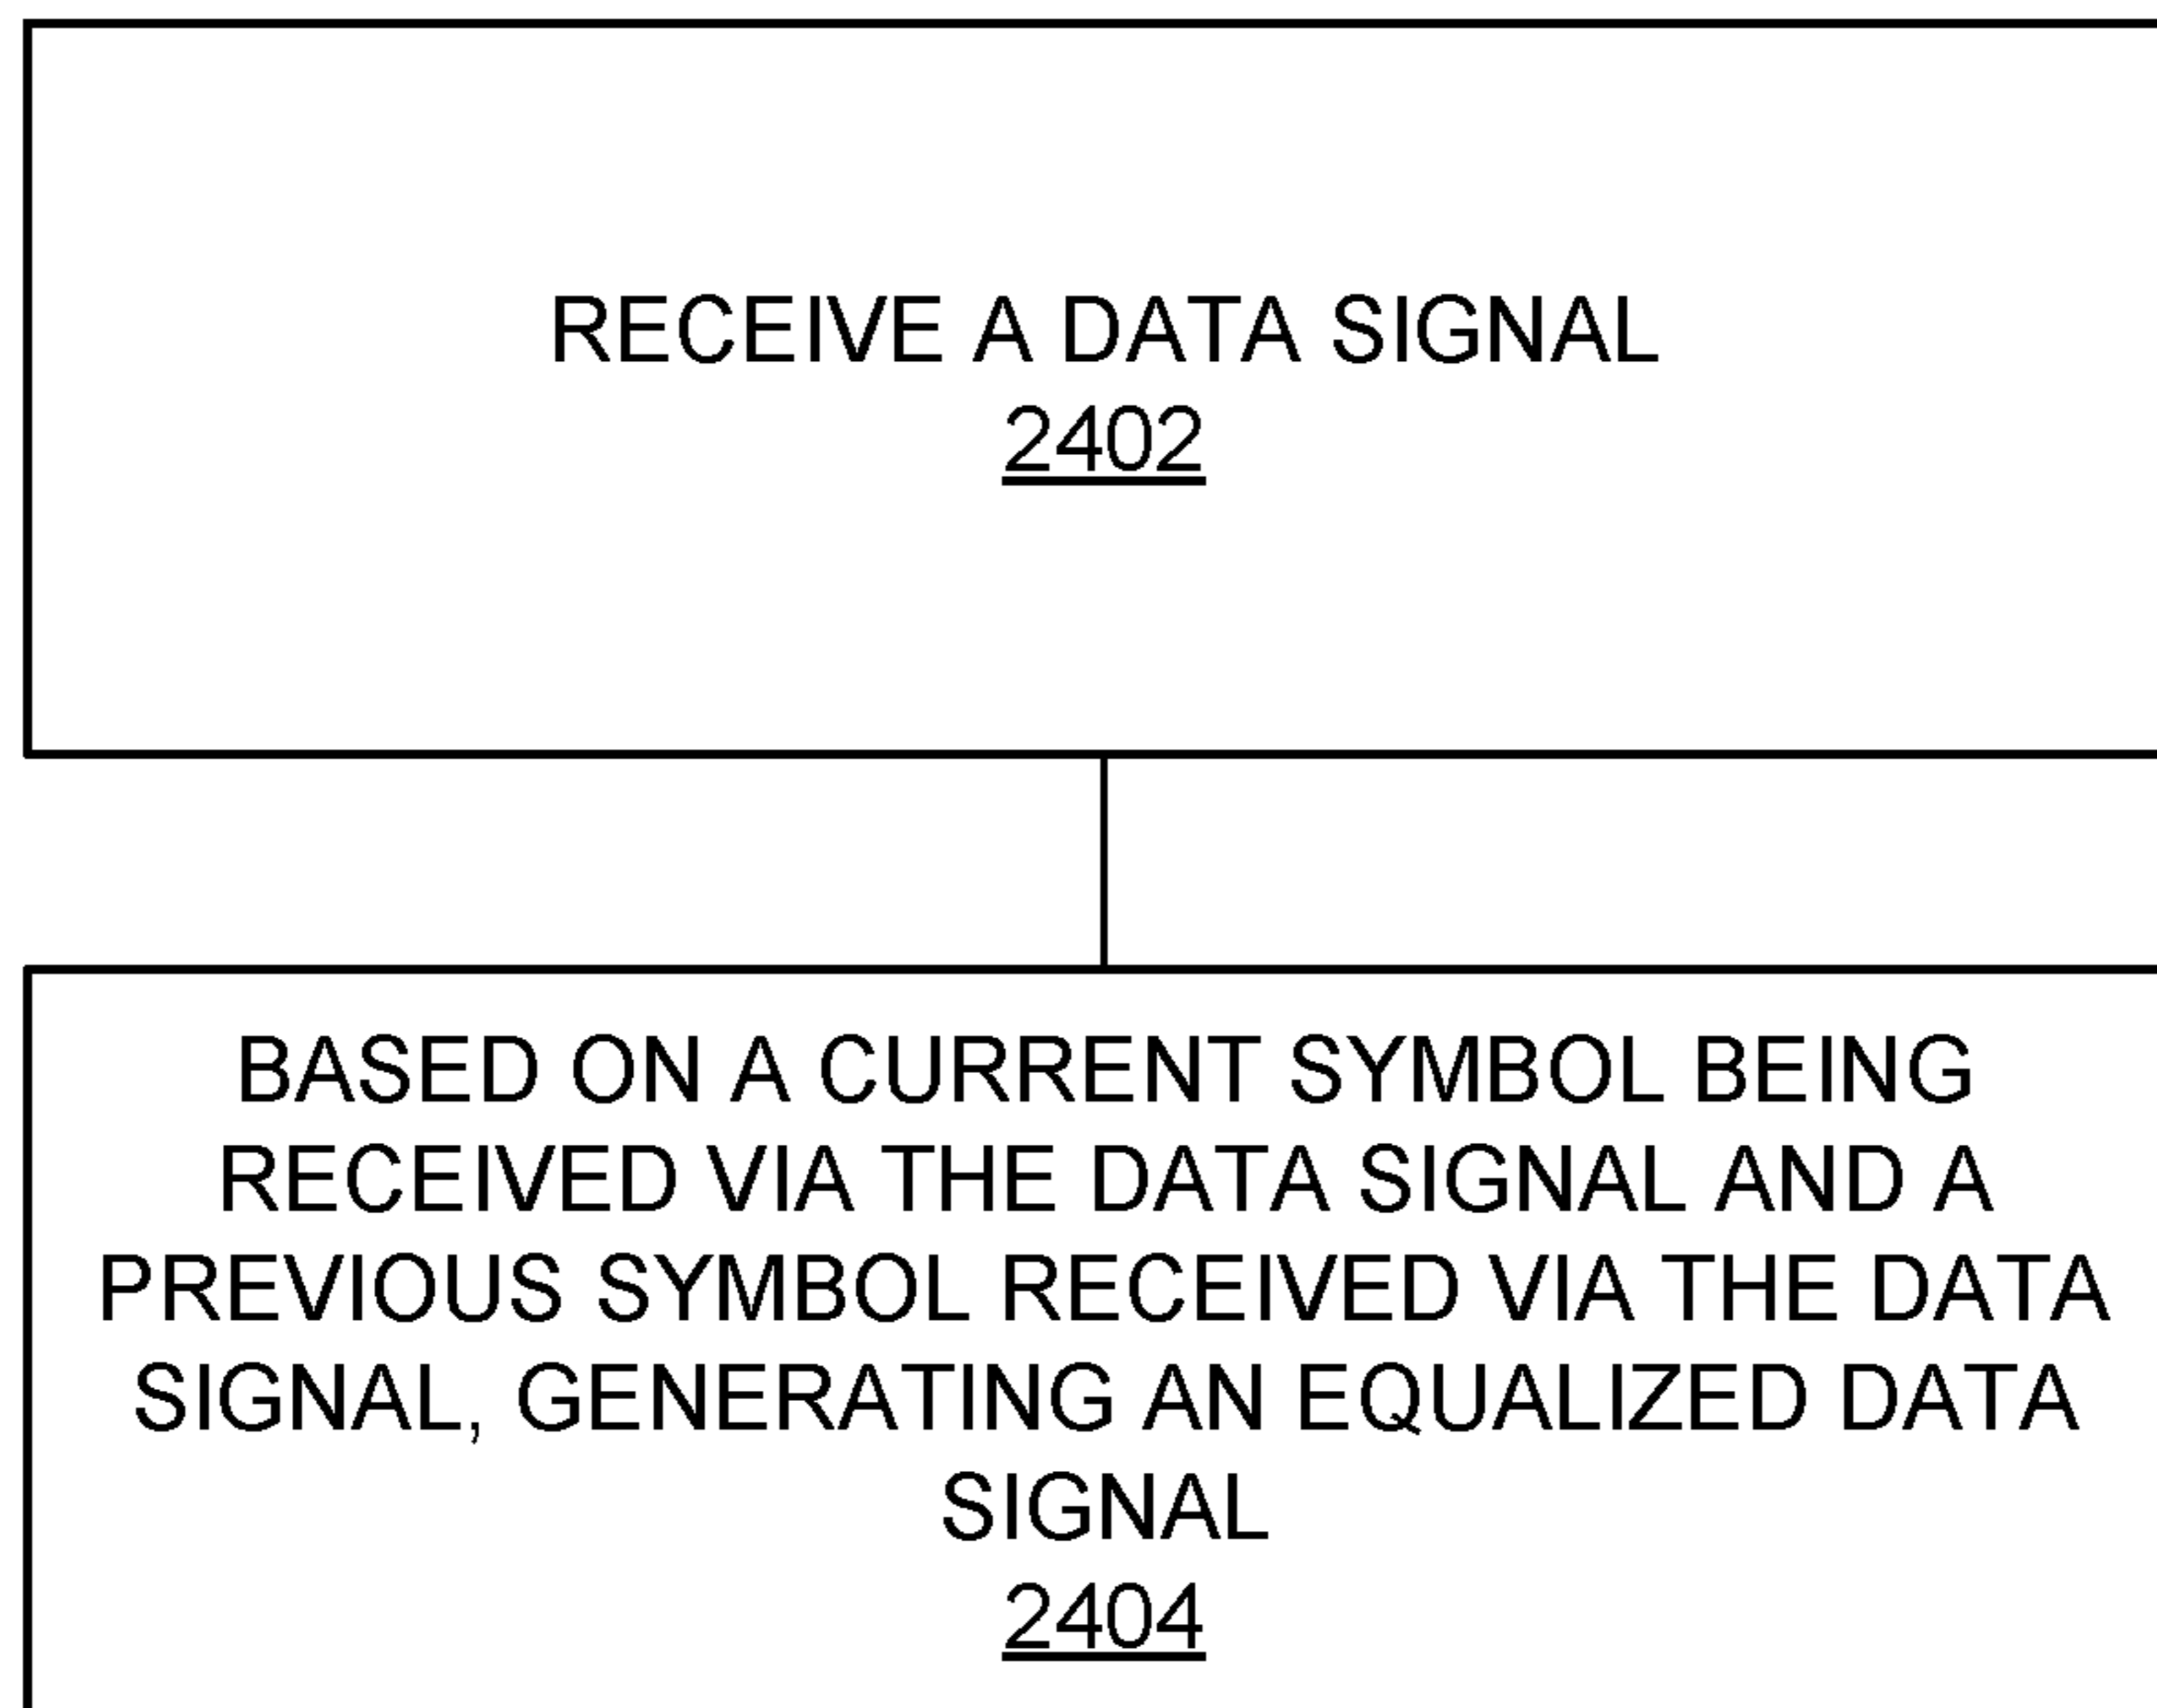 RECEIVE A DATA SIGNAL
2402
BASED ON A CURRENT SYMBOL BEING
RECEIVED VIA THE DATA SIGNAL AND A
PREVIOUS SYMBOL RECEIVED VIA THE DATA
SIGNAL, GENERATING AN EQUALIZED DATA
SIGNAL
2404